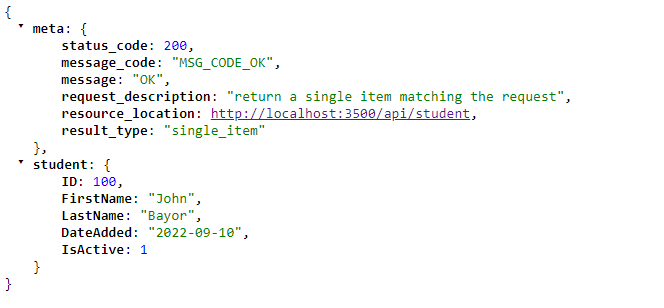 {
meta: {
status_code: 200,
message_code: "MSG_CODE_OK",
message: "OK",
request_description: "return a single item matching the request",
resource_location: http://localhost:3500/api/student,
result_type: "single_item"
},
student: {
ID: 100,
FirstName: "John",
LastName: "Bayor",
DateAdded: "2022-09-10",
IsActive: 1
}
}